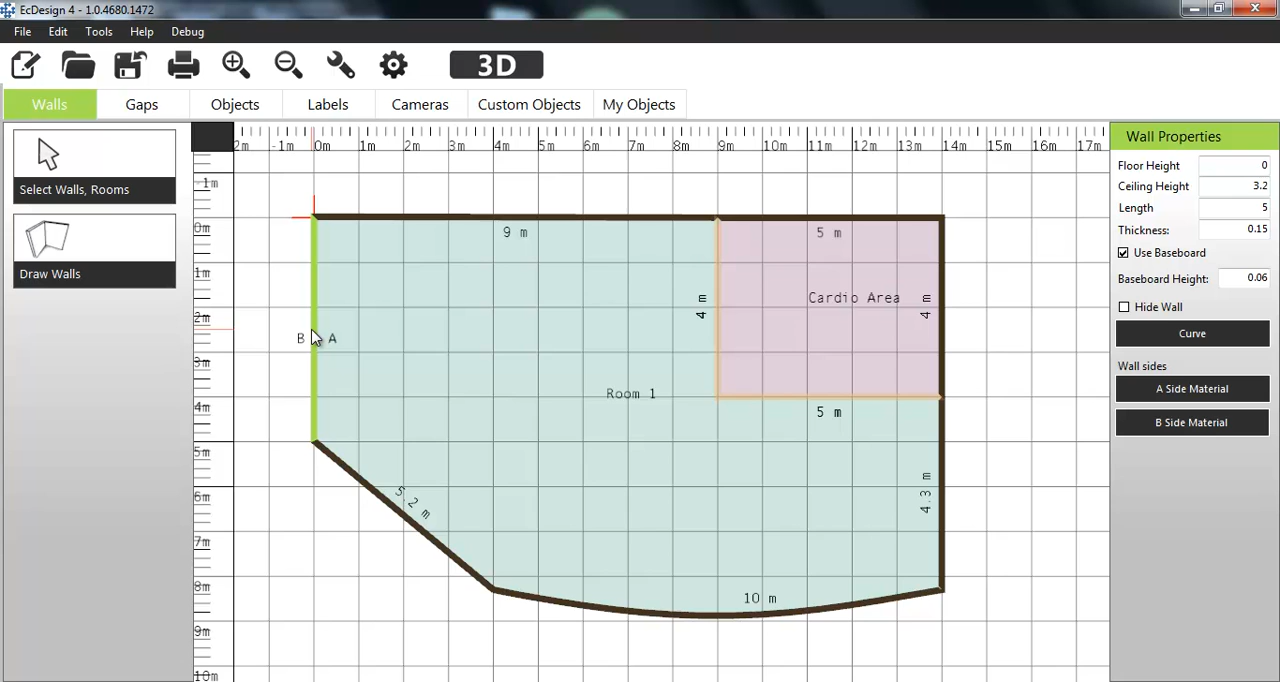 EcDesign 4 - 1.0.4680.1472
File Edit Tools Help Debug
3D
Walls Gaps Objects Labels Cameras Custom Objects My Objects
Select Walls, Rooms
Draw Walls
2m -1m 0m 1m 2m 3m 4m 5m 6m 7m 8m 9m 10m 11m 12m 13m 14m 15m 16m 17m
-1m
0m
1m
2m
3m
4m
5m
6m
7m
8m
9m
10m
9 m
5 m
4 m
Cardio Area
4 m
B A
Room 1
5 m
4.3 m
5.2 m
10 m
Wall Properties
Floor Height 0
Ceiling Height 3.2
Length 5
Thickness: 0.15
Use Baseboard
Baseboard Height: 0.06
Hide Wall
Curve
Wall sides
A Side Material
B Side Material